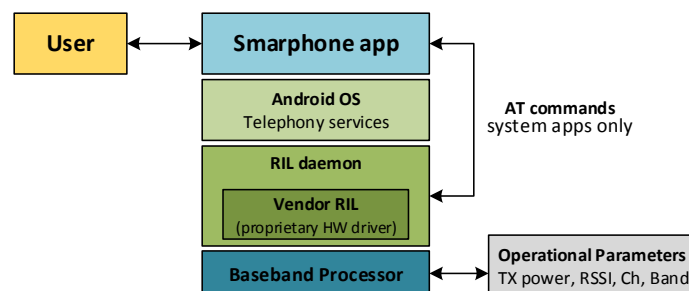 User
Smarphone app
Android OS
Telephony services
AT commands
system apps only
RIL daemon
Vendor RIL
(proprietary HW driver)
Baseband Processor
Operational Parameters
TX power, RSSI, Ch, Band